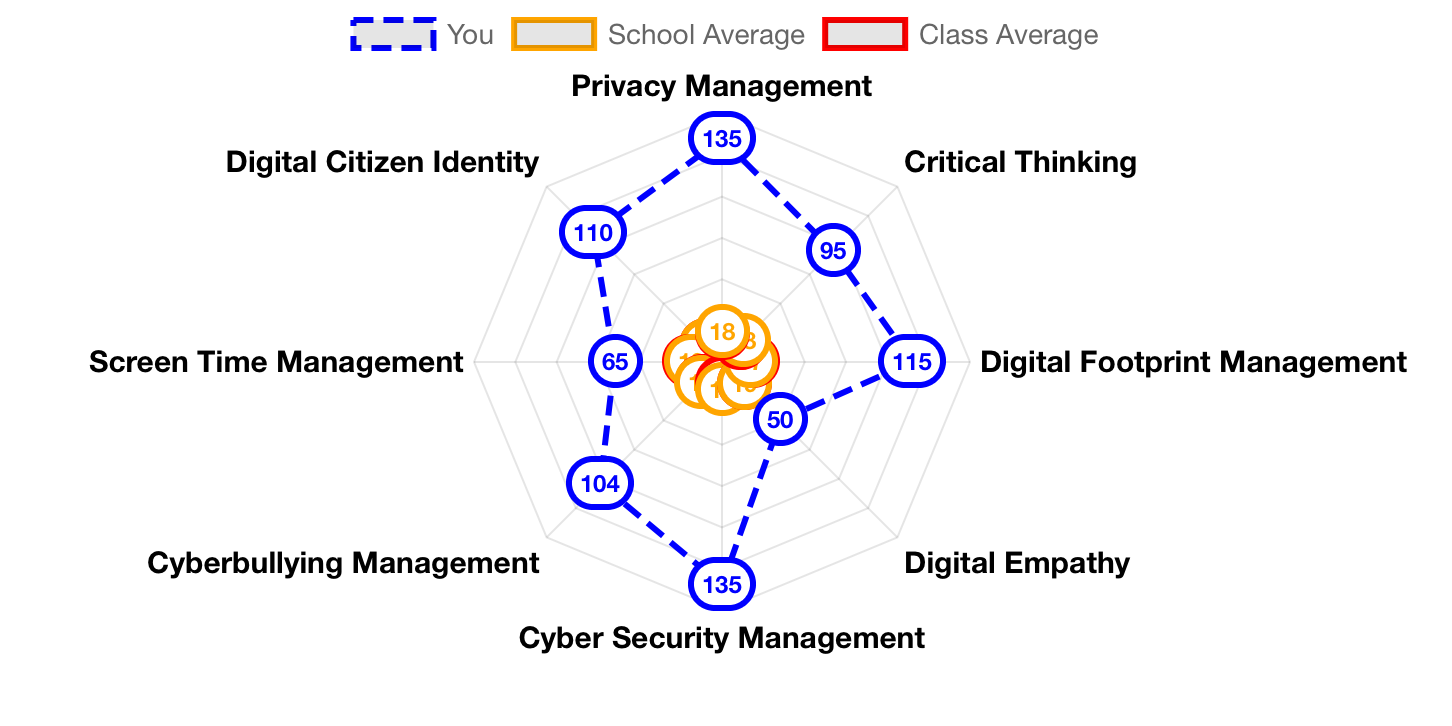 You School Average Class Average
Privacy Management
135
Digital Citizen Identity
Critical Thinking
110
95
18
Screen Time Management
65
115
Digital Footprint Management
50
104
Cyberbullying Management
Digital Empathy
135
Cyber Security Management